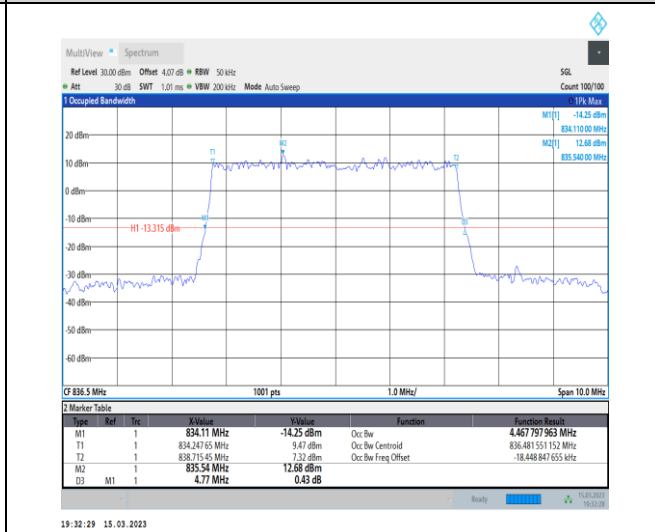 MultiView Spectrum
Ref Level 30.00 dBm Offset 4.07 dB RBW 50 kHz SGL
Att 30 dB SWT 1.01 ms VBW 200 kHz Mode Auto Sweep Count 100/100
1 Occupied Bandwidth 1Pk Max
M1[1] -14.25 dBm
834.110 00 MHz
M2[1] 12.68 dBm
835.540 00 MHz
20 dBm
M2
T1
T2
10 dBm
0 dBm
-10 dBm
M1
D3
H1 -13.315 dBm
-20 dBm
-30 dBm
-40 dBm
-50 dBm
-60 dBm
CF 836.5 MHz 1001 pts 1.0 MHz/ Span 10.0 MHz
2 Marker Table
Type Ref Trc X-Value Y-Value Function Function Result
M1 1 834.11 MHz -14.25 dBm Occ Bw 4.467 797 963 MHz
T1 1 834.247 65 MHz 9.47 dBm Occ Bw Centroid 836.481 551 152 MHz
T2 1 838.715 45 MHz 7.32 dBm Occ Bw Freq Offset -18.448 847 655 kHz
M2 1 835.54 MHz 12.68 dBm
D3 M1 1 4.77 MHz 0.43 dB
Ready 15.03.2023
19:32:28
19:32:29 15.03.2023